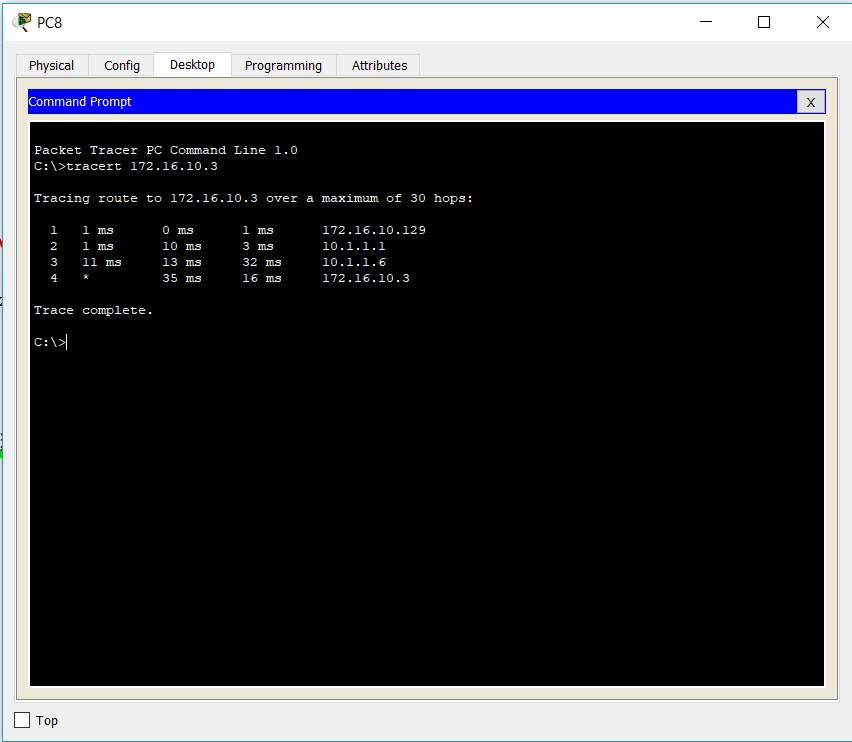 PC8
Physical Config Desktop Programming Attributes
Command Prompt X
Packet Tracer PC Command Line 1.0
C:\>tracert 172.16.10.3
Tracing route to 172.16.10.3 over a maximum of 30 hops:
1 1 ms 0 ms 1 ms 172.16.10.129
2 1 ms 10 ms 3 ms 10.1.1.1
3 11 ms 13 ms 32 ms 10.1.1.6
4 * 35 ms 16 ms 172.16.10.3
Trace complete.
C:\>
Top